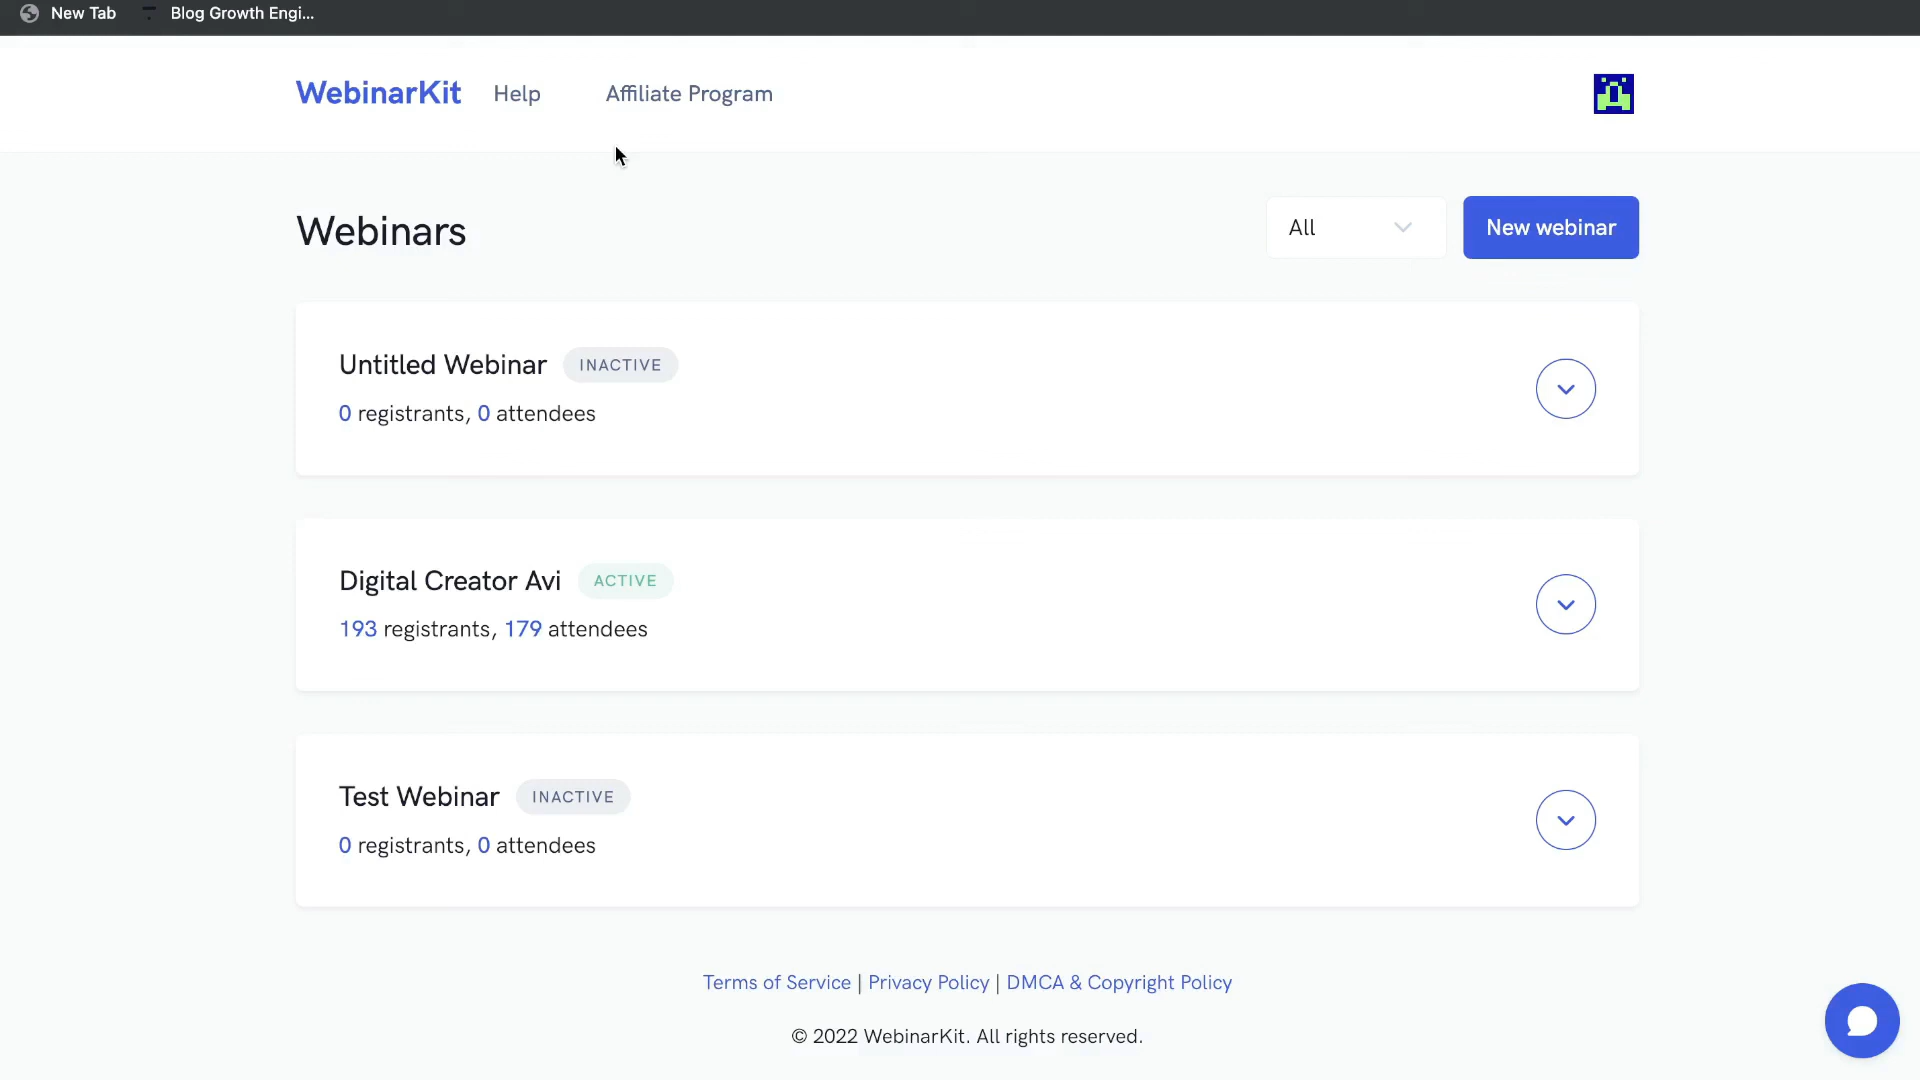 New Tab
Blog Growth Engi...
WebinarKit Help Affiliate Program
Webinars
All
New webinar
Untitled Webinar INACTIVE
0 registrants, 0 attendees
Digital Creator Avi ACTIVE
193 registrants, 179 attendees
Test Webinar INACTIVE
0 registrants, 0 attendees
Terms of Service | Privacy Policy | DMCA & Copyright Policy
© 2022 WebinarKit. All rights reserved.